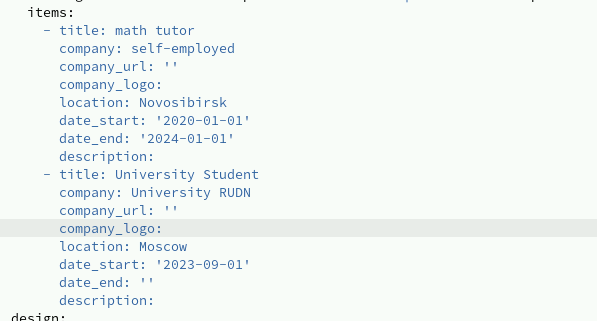 items:
- title: math tutor
company: self-employed
company_url: ''
company_logo:
location: Novosibirsk
date_start: '2020-01-01'
date_end: '2024-01-01'
description:
- title: University Student
company: University RUDN
company_url: ''
company_logo:
location: Moscow
date_start: '2023-09-01'
date_end: ''
description:
design: